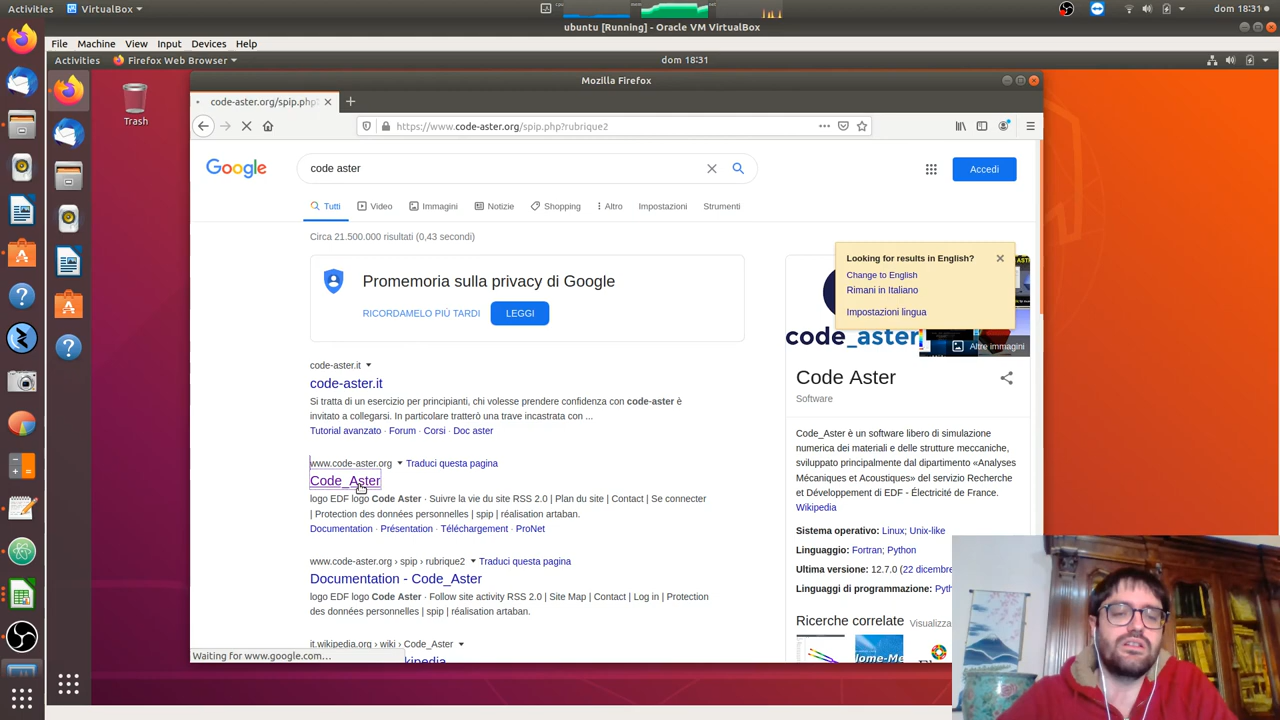 Activities
VirtualBox
cpu
mem
dom 18:31
ubuntu [Running] - Oracle VM VirtualBox
File Machine View Input Devices Help
Activities
Firefox Web Browser
dom 18:31
Trash
Mozilla Firefox
code-aster.org/spip.php?
https://www.code-aster.org/spip.php?rubrique2
Google
code aster
Accedi
Tutti Video Immagini Notizie Shopping Altro Impostazioni Strumenti
Circa 21.500.000 risultati (0,43 secondi)
Looking for results in English?
Change to English
Rimani in Italiano
Impostazioni lingua
Promemoria sulla privacy di Google
RICORDAMELO PIÙ TARDI
LEGGI
code_aster
Altre immagini
code-aster.it
code-aster.it
Si tratta di un esercizio per principianti, chi volesse prendere confidenza con code-aster è
invitato a collegarsi. In particolare tratterò una trave incastrata con ...
Tutorial avanzato · Forum · Corsi · Doc aster
www.code-aster.org Traduci questa pagina
Code_Aster
logo EDF logo Code Aster · Suivre la vie du site RSS 2.0 | Plan du site | Contact | Se connecter
| Protection des données personnelles | spip | réalisation artaban.
Documentation · Présentation · Téléchargement · ProNet
www.code-aster.org › spip › rubrique2 Traduci questa pagina
Documentation - Code_Aster
logo EDF logo Code Aster · Follow site activity RSS 2.0 | Site Map | Contact | Log in | Protection
des données personnelles | spip | réalisation artaban.
it.wikipedia.org › wiki › Code_Aster
kipedia
Waiting for www.google.com…
Code Aster
Software
Code_Aster è un software libero di simulazione
numerica dei materiali e delle strutture meccaniche,
sviluppato principalmente dal dipartimento «Analyses
Mécaniques et Acoustiques» del servizio Recherche
et Développement di EDF - Électricité de France.
Wikipedia
Sistema operativo: Linux; Unix-like
Linguaggio: Fortran; Python
Ultima versione: 12.7.0 (22 dicembre
Linguaggi di programmazione: Pyth
Ricerche correlate
Visualizza
ome-Me